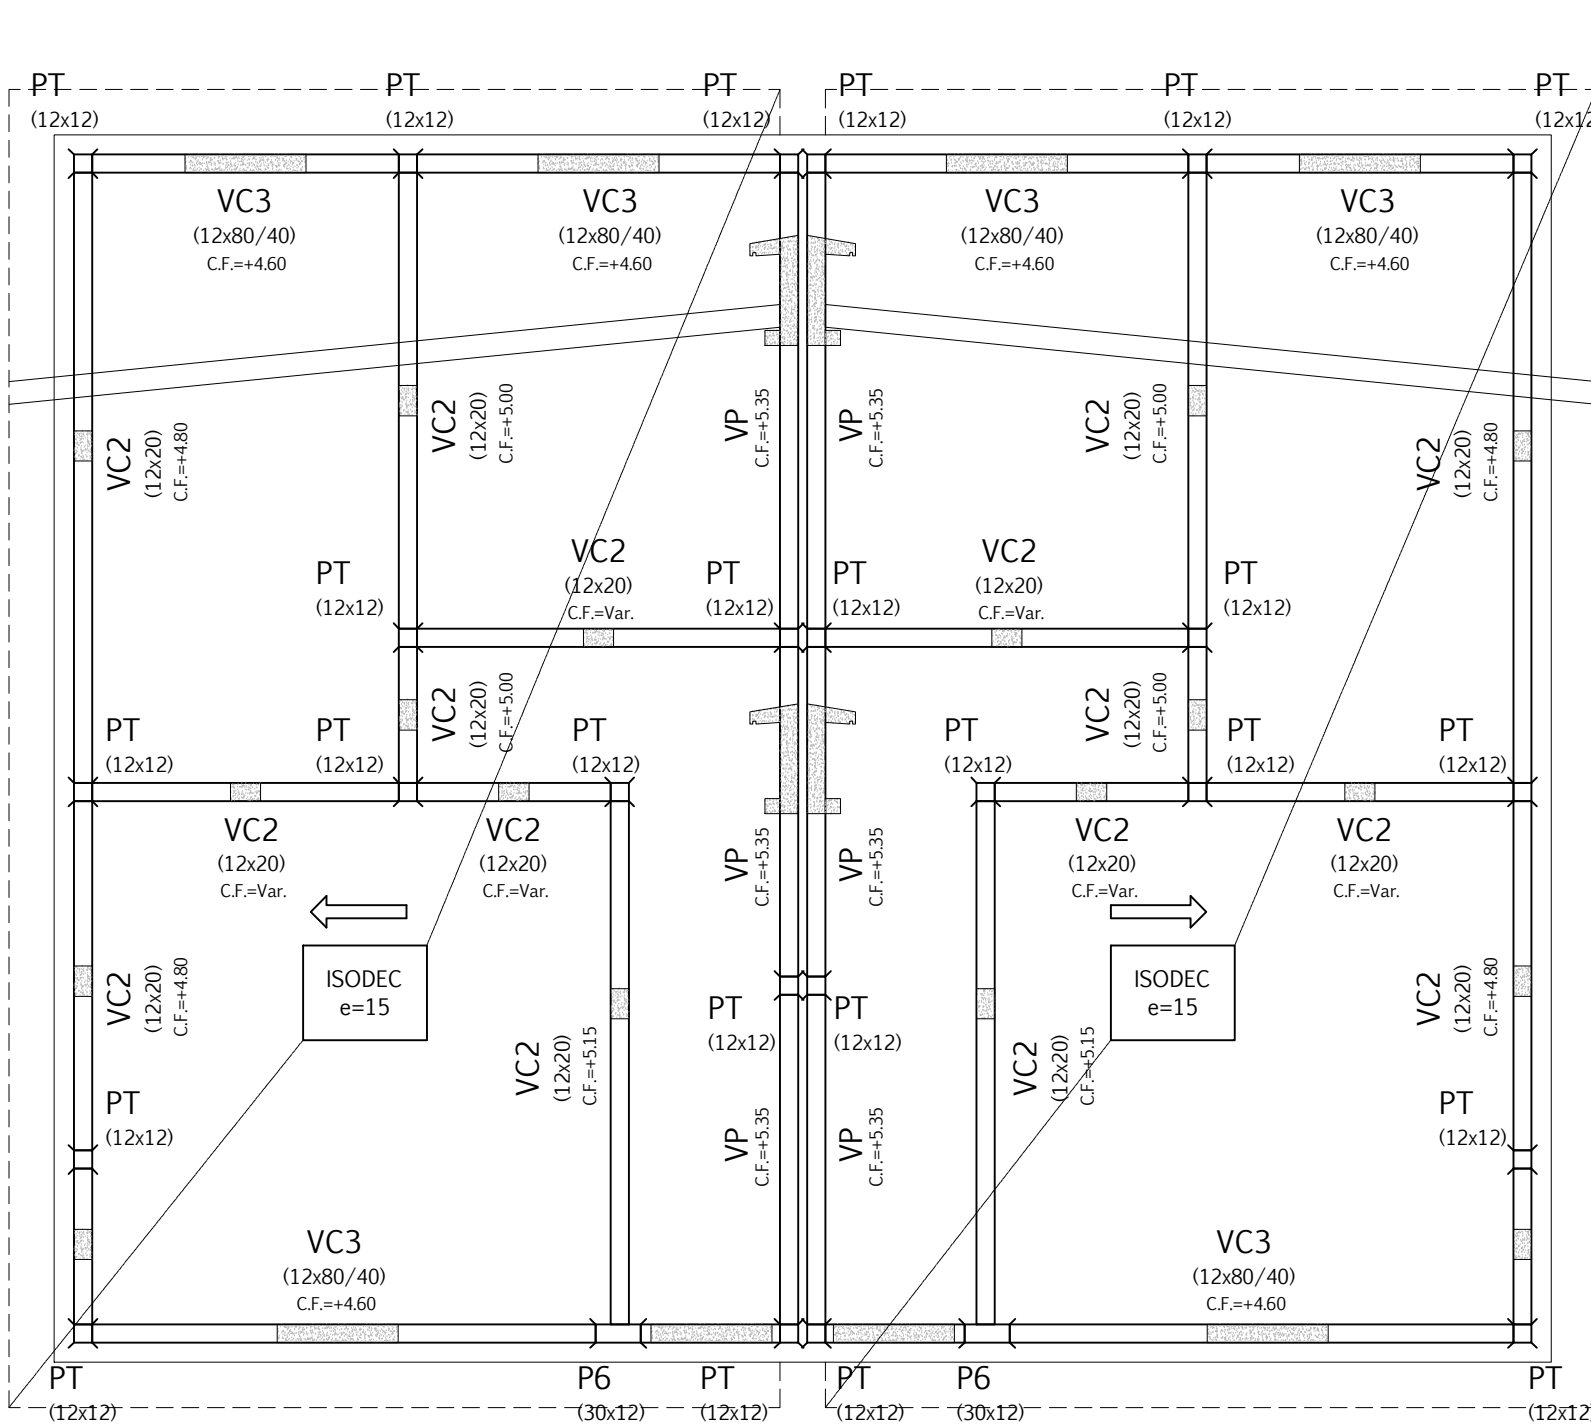 PT
(12x12)
PT
(12x12)
PT
(12x12)
PT
(12x12)
PT
(12x12)
PT
(12x12
VC3
(12x80/40)
C.F.=+4.60
VC3
(12x80/40)
C.F.=+4.60
VC3
(12x80/40)
C.F.=+4.60
VC3
(12x80/40)
C.F.=+4.60
VC2
(12x20)
C.F.=+4.80
VC2
(12x20)
C.F.=+5.00
VP
C.F.=+5.35
VP
C.F.=+5.35
VC2
(12x20)
C.F.=+5.00
VC2
(12x20)
C.F.=+4.80
PT
(12x12)
VC2
(12x20)
C.F.=Var.
PT
(12x12)
PT
(12x12)
VC2
(12x20)
C.F.=Var.
PT
(12x12)
PT
(12x12)
PT
(12x12)
VC2
(12x20)
C.F.=+5.00
PT
(12x12)
PT
(12x12)
VC2
(12x20)
C.F.=+5.00
PT
(12x12)
PT
(12x12)
VC2
(12x20)
C.F.=Var.
VC2
(12x20)
C.F.=Var.
VP
C.F.=+5.35
VP
C.F.=+5.35
VC2
(12x20)
C.F.=Var.
VC2
(12x20)
C.F.=Var.
VC2
(12x20)
C.F.=+4.80
ISODEC
e=15
VC2
(12x20)
C.F.=+5.15
PT
(12x12)
PT
(12x12)
VC2
(12x20)
C.F.=+5.15
ISODEC
e=15
VC2
(12x20)
C.F.=+4.80
PT
(12x12)
VP
C.F.=+5.35
VP
C.F.=+5.35
PT
(12x12)
VC3
(12x80/40)
C.F.=+4.60
VC3
(12x80/40)
C.F.=+4.60
PT
(12x12)
P6
(30x12)
PT
(12x12)
PT
(12x12)
P6
(30x12)
PT
(12x12